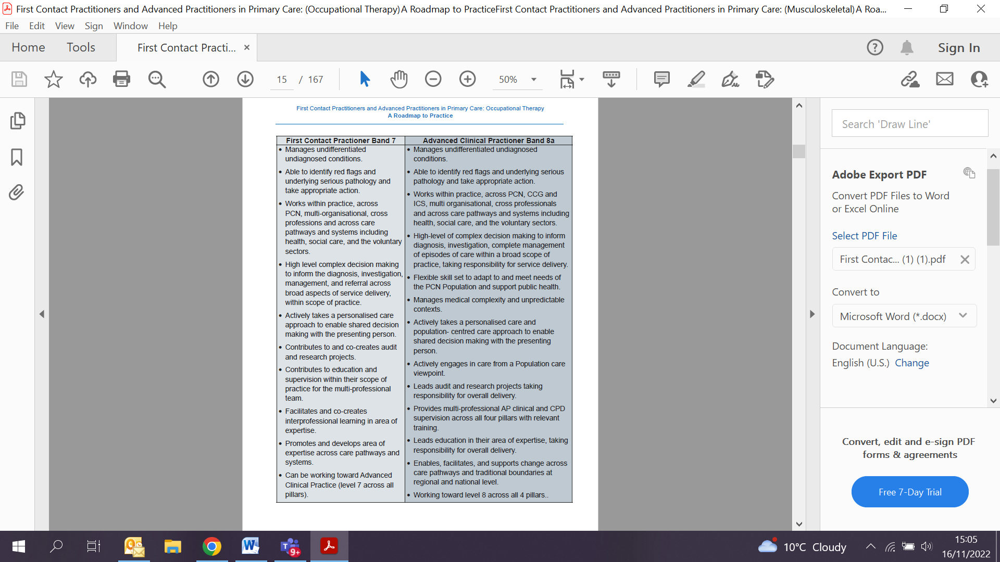 First Contact Practitioners and Advanced Practitioners in Primary Care: (Occupational Therapy)A Roadmap to PracticeFirst Contact Practitioners and Advanced Practitioners in Primary Care: (Musculoskeletal)A Roa...
File Edit View Sign Window Help
Home Tools First Contact Practi... × Sign In
15 / 167 50%
First Contact Practitioners and Advanced Practitioners in Primary Care: Occupational Therapy
A Roadmap to Practice
First Contact Practioner Band 7
• Manages undifferentiated
undiagnosed conditions.
• Able to identify red flags and
underlying serious pathology and
take appropriate action.
• Works within practice, across
PCN, multi-organisational, cross
professions and across care
pathways and systems including
health, social care, and the voluntary
sectors.
• High level complex decision making
to inform the diagnosis, investigation,
management, and referral across
broad aspects of service delivery,
within scope of practice.
• Actively takes a personalised care
approach to enable shared decision
making with the presenting person.
• Contributes to and co-creates audit
and research projects.
• Contributes to education and
supervision within their scope of
practice for the multi-professional
team.
• Facilitates and co-creates
interprofessional learning in area of
expertise.
• Promotes and develops area of
expertise across care pathways and
systems.
• Can be working toward Advanced
Clinical Practice (level 7 across all
pillars).
Advanced Clinical Practioner Band 8a
• Manages undifferentiated undiagnosed
conditions.
• Able to identify red flags and underlying serious
pathology and take appropriate action.
• Works within practice, across PCN, CCG and
ICS, multi organisational, cross professionals
and across care pathways and systems including
health, social care, and the voluntary sectors.
• High-level of complex decision making to inform
diagnosis, investigation, complete management
of episodes of care within a broad scope of
practice, taking responsibility for service delivery.
• Flexible skill set to adapt to and meet needs of
the PCN Population and support public health.
• Manages medical complexity and unpredictable
contexts.
• Actively takes a personalised care and
population- centred care approach to enable
shared decision making with the presenting
person.
• Actively engages in care from a Population care
viewpoint.
• Leads audit and research projects taking
responsibility for overall delivery.
• Provides multi-professional AP clinical and CPD
supervision across all four pillars with relevant
training.
• Leads education in their area of expertise, taking
responsibility for overall delivery.
• Enables, facilitates, and supports change across
care pathways and traditional boundaries at
regional and national level.
• Working toward level 8 across all 4 pillars..
Search 'Draw Line'
Adobe Export PDF
Convert PDF Files to Word
or Excel Online
Select PDF File
First Contac... (1) (1).pdf
Convert to
Microsoft Word (*.docx)
Document Language:
English (U.S.) Change
Convert, edit and e-sign PDF
forms & agreements
Free 7-Day Trial
9+
10°C Cloudy
15:05
16/11/2022